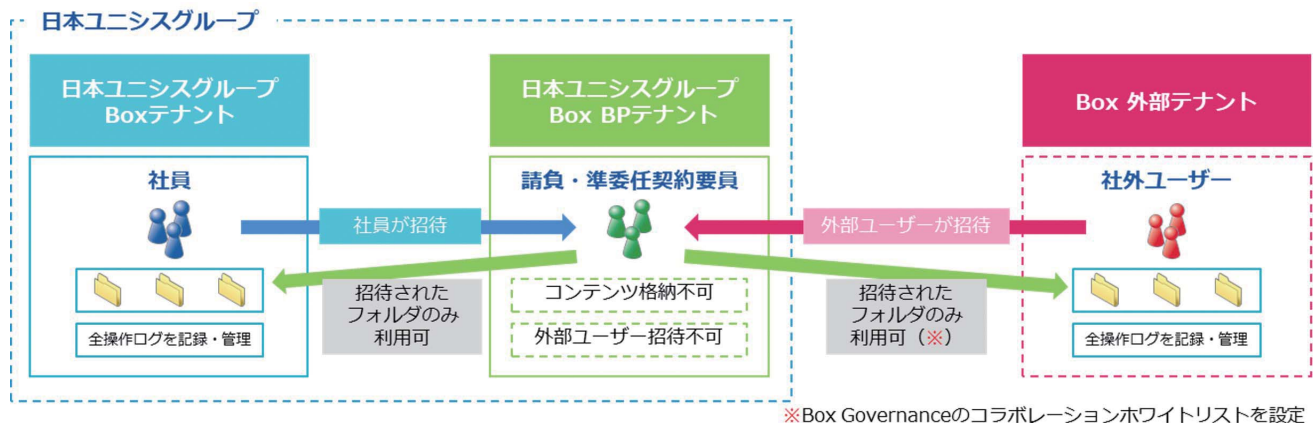 日本ユニシスグループ
日本ユニシスグループ
Boxテナント
日本ユニシスグループ
Box BPテナント
Box 外部テナント
社員
請負・準委任契約要員
社外ユーザー
社員が招待
外部ユーザーが招待
招待された
フォルダのみ
利用可
コンテンツ格納不可
外部ユーザー招待不可
招待された
フォルダのみ
利用可（※）
全操作ログを記録・管理
全操作ログを記録・管理
※Box Governanceのコラボレーションホワイトリストを設定